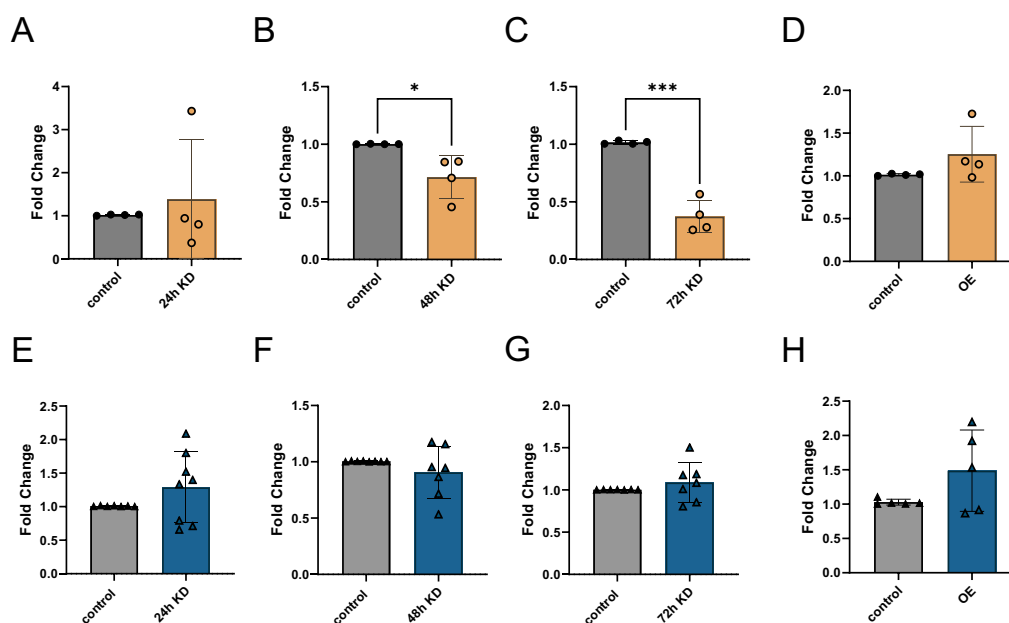 A
B
C
D
Fold Change
4
3
2
1
0
control
24h KD
Fold Change
1.5
1.0
0.5
0.0
*
control
48h KD
Fold Change
1.5
1.0
0.5
0.0
***
control
72h KD
Fold Change
2.0
1.5
1.0
0.5
0.0
control
OE
E
F
G
H
Fold Change
2.5
2.0
1.5
1.0
0.5
0.0
control
24h KD
Fold Change
1.5
1.0
0.5
0.0
control
48h KD
Fold Change
2.0
1.5
1.0
0.5
0.0
control
72h KD
Fold Change
2.5
2.0
1.5
1.0
0.5
0.0
control
OE